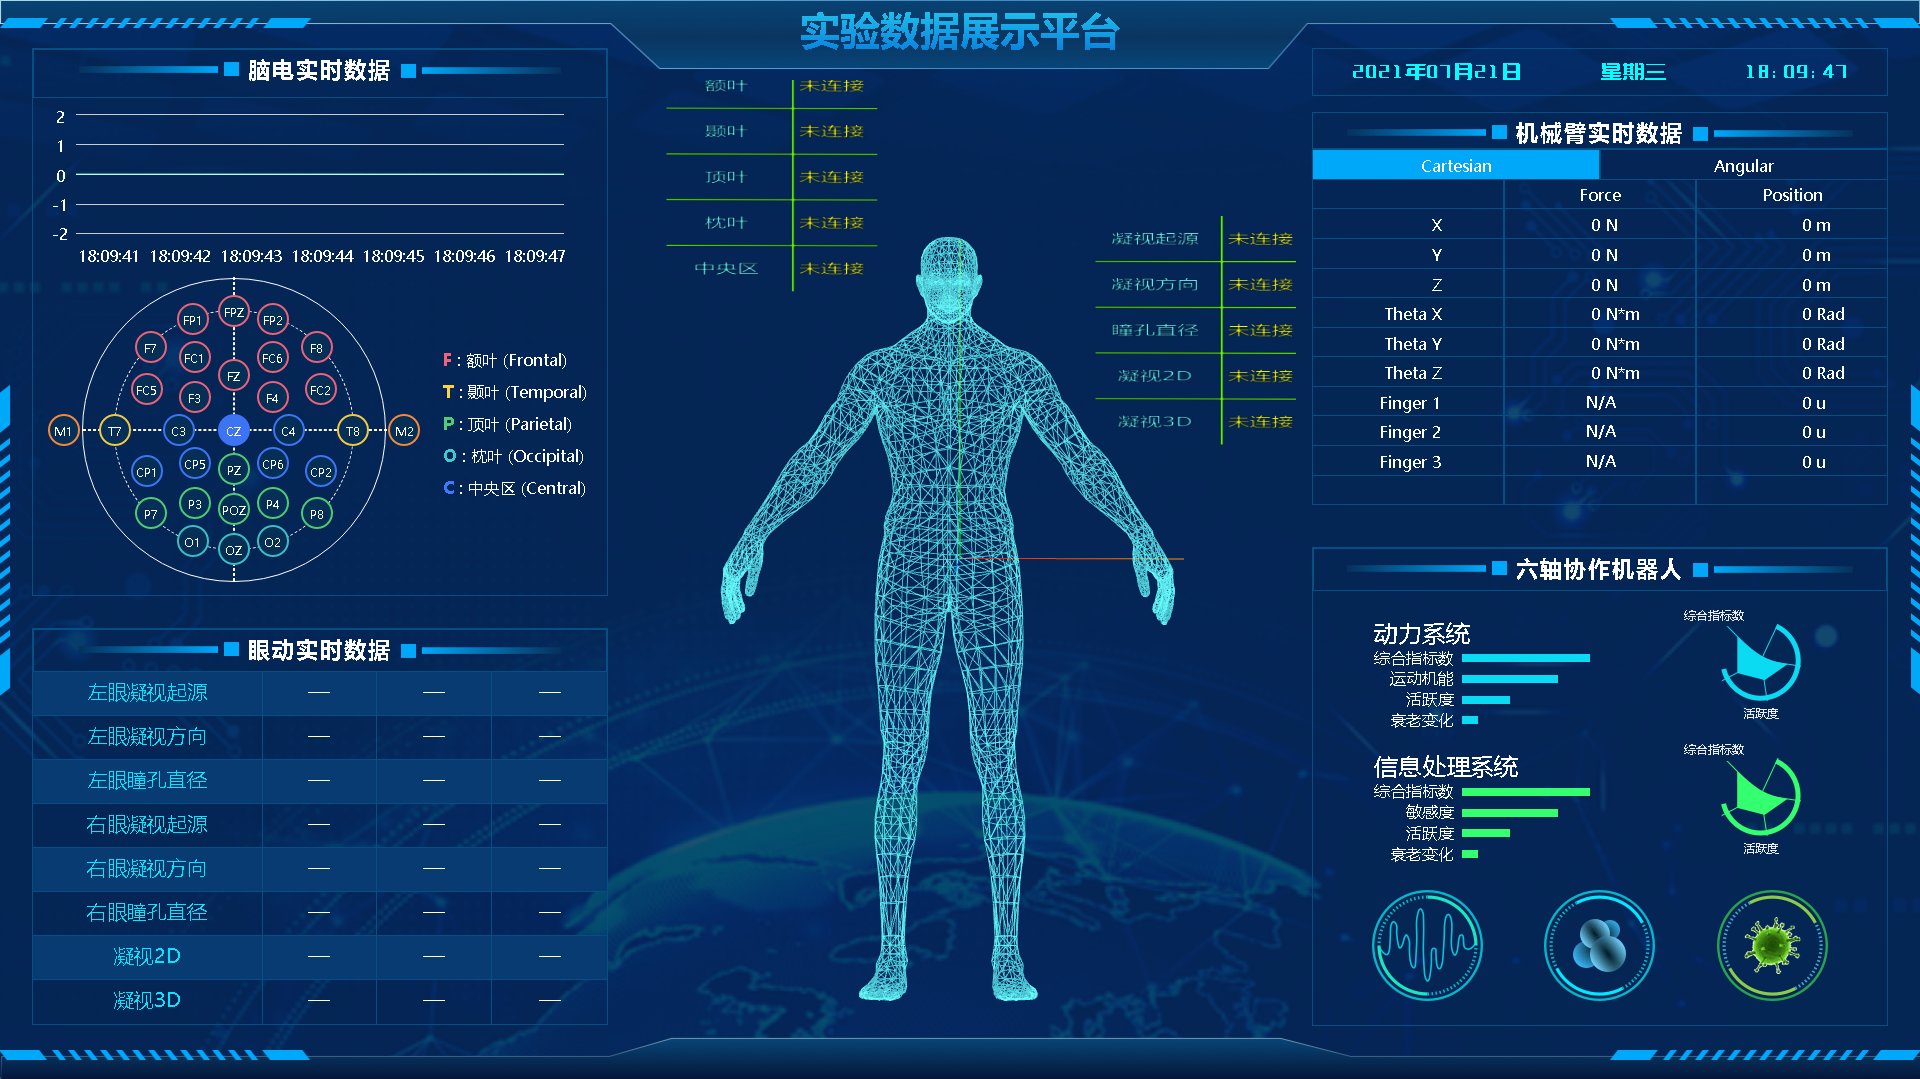 实验数据展示平台
脑电实时数据
2
1
0
-1
-2
18:09:41 18:09:42 18:09:43 18:09:44 18:09:45 18:09:46 18:09:47
FPZ
FP1 FP2
F7 F8
FC1 FC6
FZ
FC5 FC2
F3 F4
M1 T7 C3 CZ C4 T8 M2
CP5 CP6
CP1 PZ CP2
P3 P4
P7 POZ P8
O1 O2
OZ
F : 额叶 (Frontal)
T : 颞叶 (Temporal)
P : 顶叶 (Parietal)
O : 枕叶 (Occipital)
C : 中央区 (Central)
眼动实时数据
左眼凝视起源 — — —
左眼凝视方向 — — —
左眼瞳孔直径 — — —
右眼凝视起源 — — —
右眼凝视方向 — — —
右眼瞳孔直径 — — —
凝视2D — — —
凝视3D — — —
额叶 未连接
颞叶 未连接
顶叶 未连接
枕叶 未连接
中央区 未连接
凝视起源 未连接
凝视方向 未连接
瞳孔直径 未连接
凝视2D 未连接
凝视3D 未连接
2021年07月21日 星期三 18:09:47
机械臂实时数据
Cartesian Angular
Force Position
X 0 N 0 m
Y 0 N 0 m
Z 0 N 0 m
Theta X 0 N*m 0 Rad
Theta Y 0 N*m 0 Rad
Theta Z 0 N*m 0 Rad
Finger 1 N/A 0 u
Finger 2 N/A 0 u
Finger 3 N/A 0 u
六轴协作机器人
动力系统
综合指标数
运动机能
活跃度
衰老变化
综合指标数
活跃度
信息处理系统
综合指标数
敏感度
活跃度
衰老变化
综合指标数
活跃度